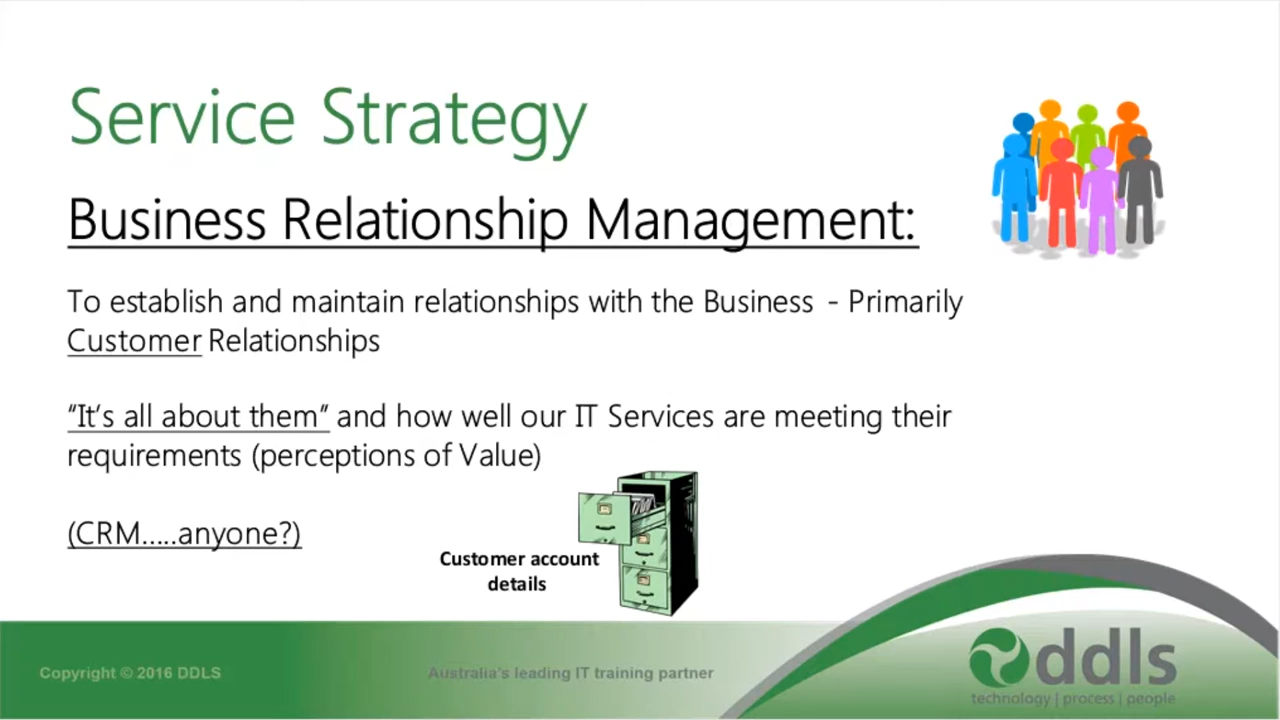 Service Strategy
Business Relationship Management:
To establish and maintain relationships with the Business - Primarily
Customer Relationships
“It’s all about them” and how well our IT Services are meeting their
requirements (perceptions of Value)
(CRM…..anyone?)
Customer account
details
Copyright © 2016 DDLS
Australia’s leading IT training partner
ddls
technology | process | people